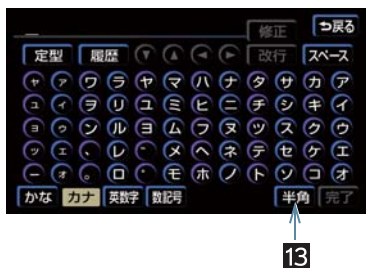 修正 戻る
定型 履歴 改行 スペース
ャ ァ ワ ラ ヤ マ ハ ナ タ サ カ ア
ュ ィ ヲ リ ユ ミ ヒ ニ チ シ キ イ
ョ ゥ ン ル ヨ ム フ ヌ ツ ス ク ウ
ッ ェ 、 レ ゛ メ ヘ ネ テ セ ケ エ
ー ォ 。 ロ ゜ モ ホ ノ ト ソ コ オ
かな カナ 英数字 数記号 半角 完了
13